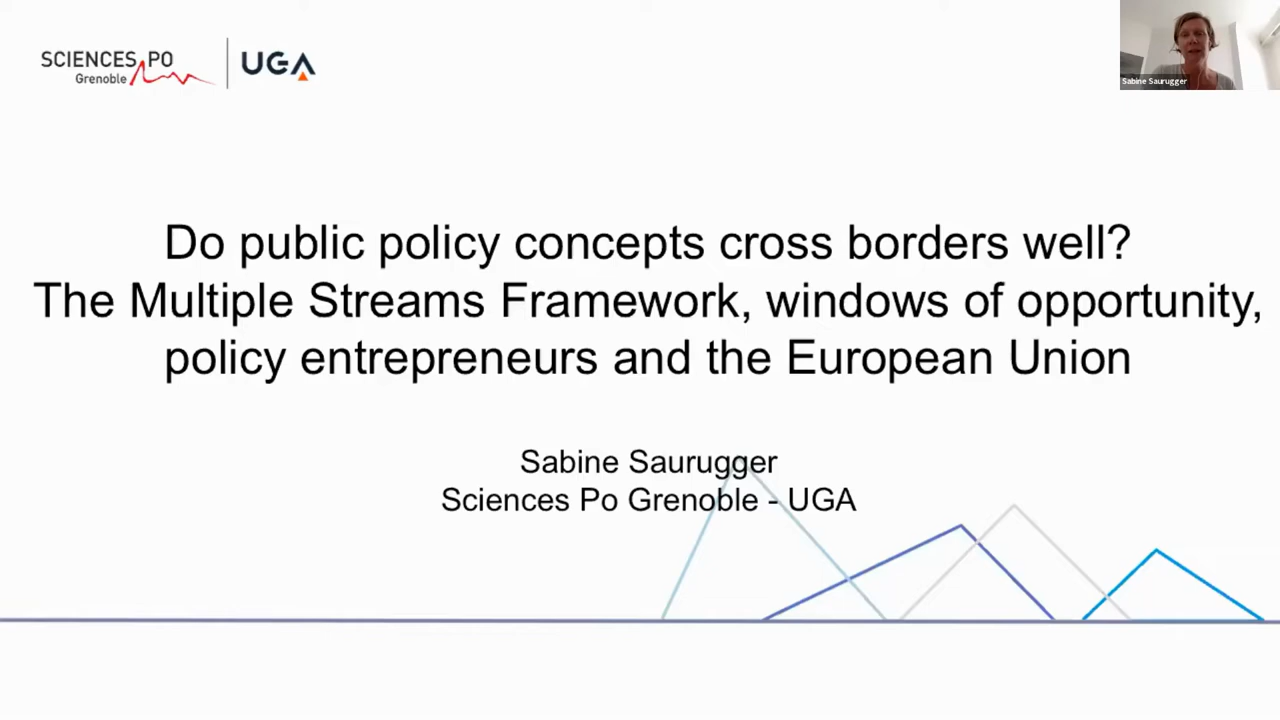 SCIENCES PO
Grenoble
UGA
Sabine Saurugger
Do public policy concepts cross borders well?
The Multiple Streams Framework, windows of opportunity,
policy entrepreneurs and the European Union
Sabine Saurugger
Sciences Po Grenoble - UGA